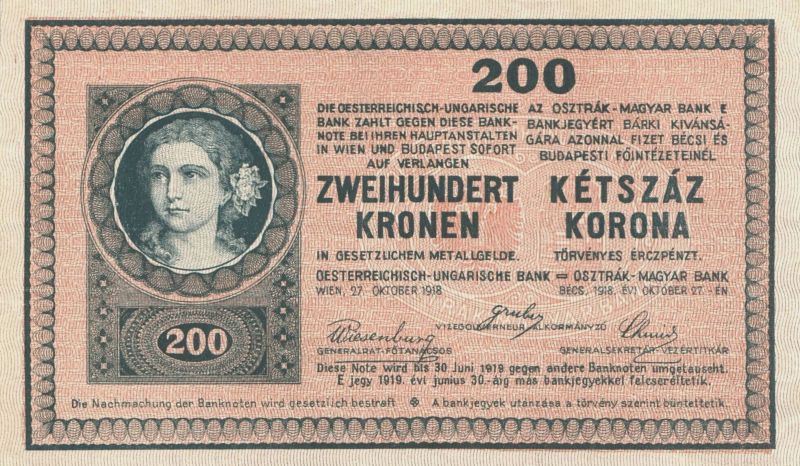 200
DIE OESTERREICHISCH-UNGARISCHE
BANK ZAHLT GEGEN DIESE BANK-
NOTE BEI IHREN HAUPTANSTALTEN
IN WIEN UND BUDAPEST SOFORT
AUF VERLANGEN
ZWEIHUNDERT
KRONEN
IN GESETZLICHEM METALLGELDE.
AZ OSZTRÁK-MAGYAR BANK E
BANKJEGYÉRT BÁRKI KIVÁNSÁ-
GÁRA AZONNAL FIZET BÉCSI ÉS
BUDAPESTI FŐINTÉZETEINÉL
KÉTSZÁZ
KORONA
TÖRVÉNYES ÉRCZPÉNZT.
OESTERREICHISCH-UNGARISCHE BANK = OSZTRÁK-MAGYAR BANK
WIEN, 27. OKTOBER 1918
BÉCS, 1918. ÉVI OKTÓBER 27.-ÉN
Gruber
VIZEGOUVERNEUR-ALKORMÁNYZÓ
Wiesenburg
GENERALRAT-FŐTANÁCSOS
GENERALSEKRETÄR-VEZÉRTITKÁR
200
Diese Note wird bis 30 Juni 1919 gegen andere Banknoten umgetauscht.
E jegy 1919. évi junius 30.-áig más bankjegyekkel felcseréltetik.
Die Nachmachung der Banknoten wird gesetzlich bestraft
A bankjegyek utánzása a törvény szerint büntettetik.